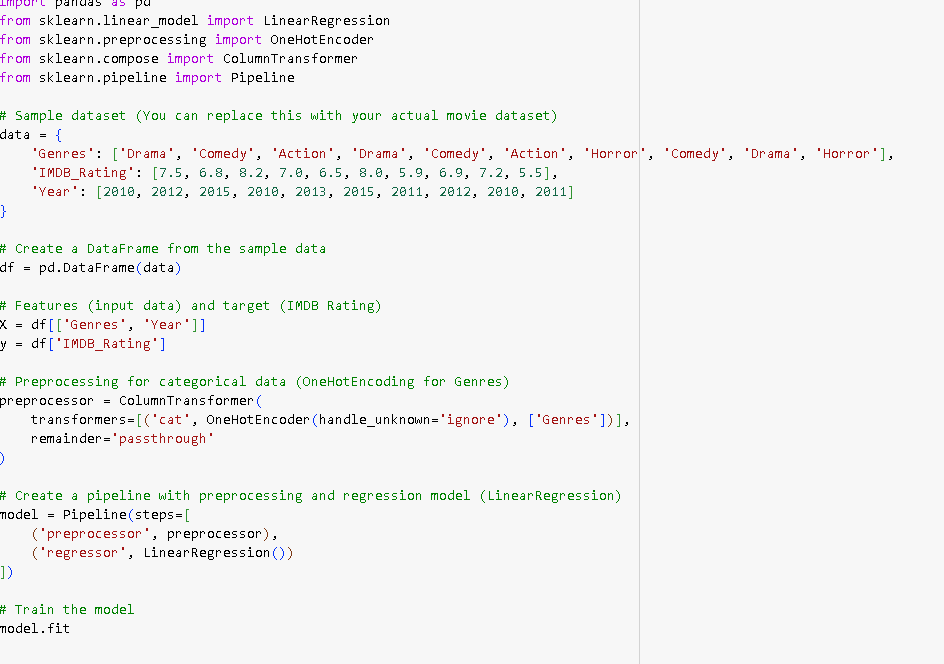 import pandas as pd
from sklearn.linear_model import LinearRegression
from sklearn.preprocessing import OneHotEncoder
from sklearn.compose import ColumnTransformer
from sklearn.pipeline import Pipeline
# Sample dataset (You can replace this with your actual movie dataset)
data = {
    'Genres': ['Drama', 'Comedy', 'Action', 'Drama', 'Comedy', 'Action', 'Horror', 'Comedy', 'Drama', 'Horror'],
    'IMDB_Rating': [7.5, 6.8, 8.2, 7.0, 6.5, 8.0, 5.9, 6.9, 7.2, 5.5],
    'Year': [2010, 2012, 2015, 2010, 2013, 2015, 2011, 2012, 2010, 2011]
}
# Create a DataFrame from the sample data
df = pd.DataFrame(data)
# Features (input data) and target (IMDB Rating)
X = df[['Genres', 'Year']]
y = df['IMDB_Rating']
# Preprocessing for categorical data (OneHotEncoding for Genres)
preprocessor = ColumnTransformer(
    transformers=[('cat', OneHotEncoder(handle_unknown='ignore'), ['Genres'])],
    remainder='passthrough'
)
# Create a pipeline with preprocessing and regression model (LinearRegression)
model = Pipeline(steps=[
    ('preprocessor', preprocessor),
    ('regressor', LinearRegression())
])
# Train the model
model.fit